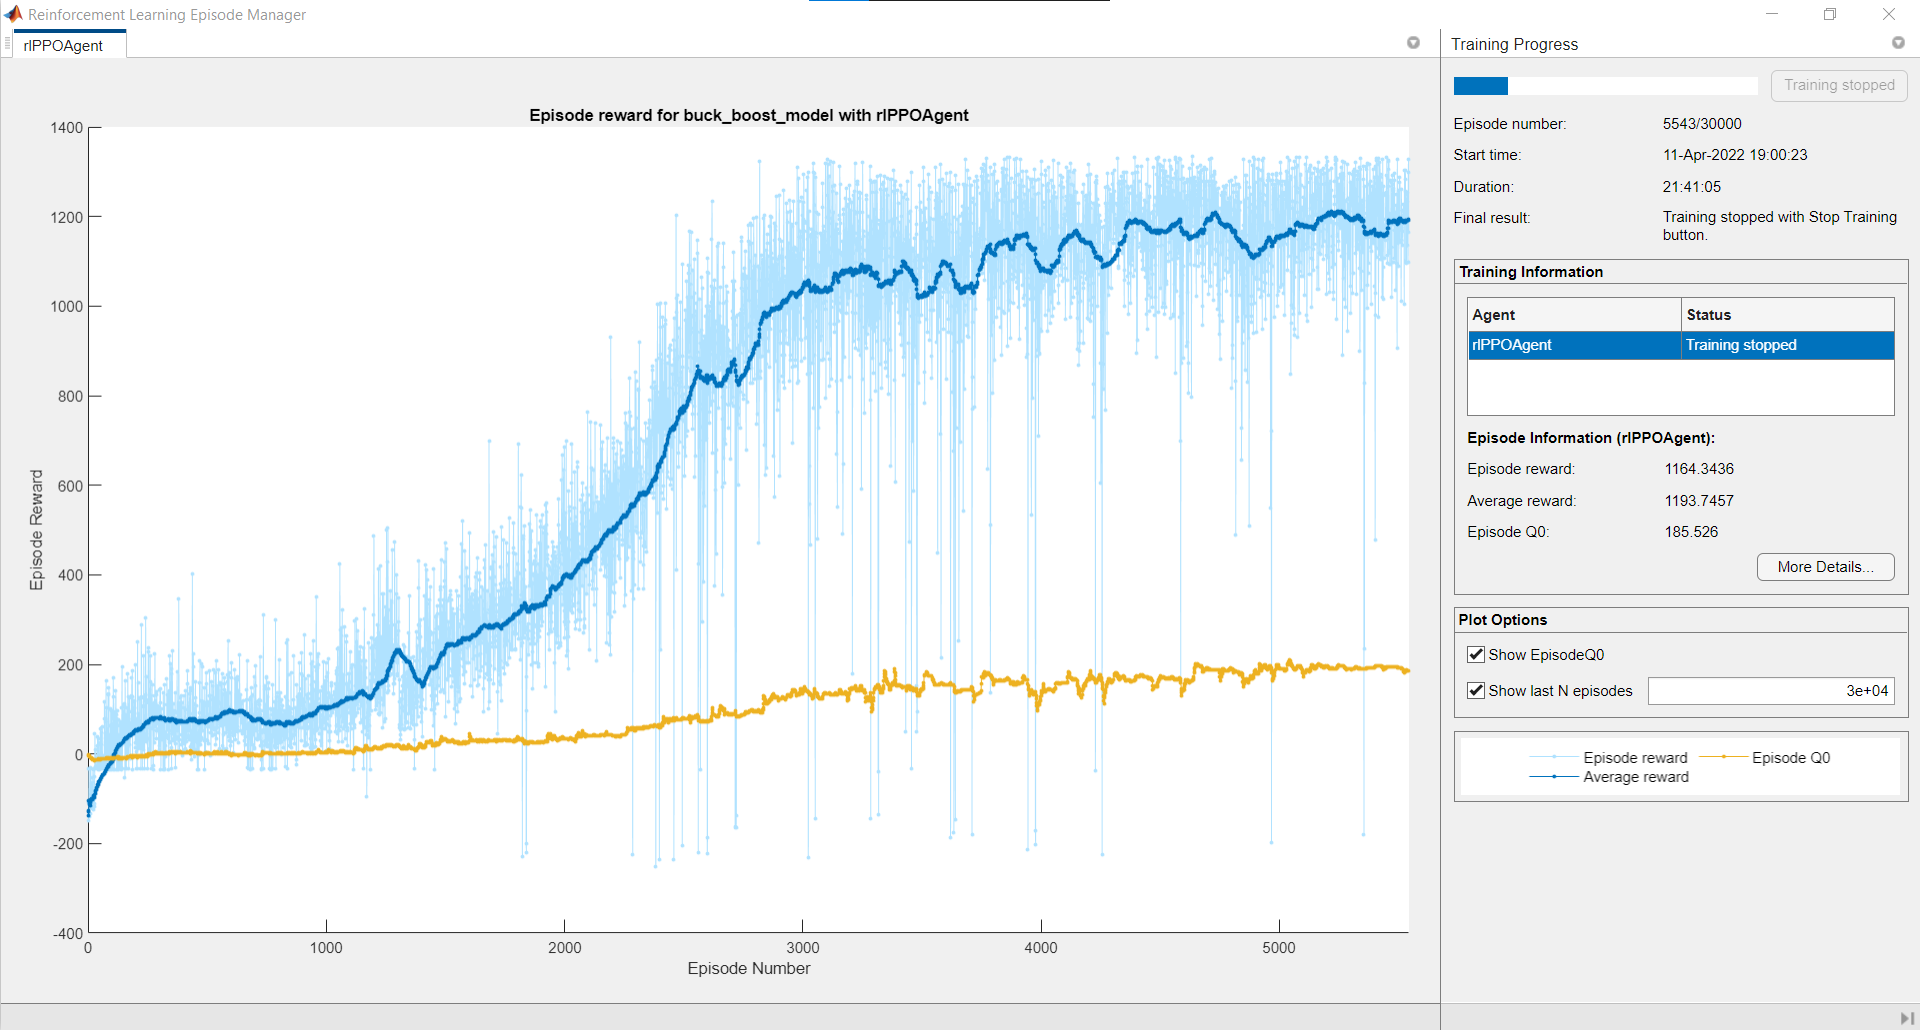 Reinforcement Learning Episode Manager
rlPPOAgent
Episode reward for buck_boost_model with rlPPOAgent
1400
1200
1000
800
600
400
200
0
-200
-400
Episode Reward
0 1000 2000 3000 4000 5000
Episode Number
Training Progress
Training stopped
Episode number: 5543/30000
Start time: 11-Apr-2022 19:00:23
Duration: 21:41:05
Final result: Training stopped with Stop Training
button.
Training Information
Agent Status
rlPPOAgent Training stopped
Episode Information (rlPPOAgent):
Episode reward: 1164.3436
Average reward: 1193.7457
Episode Q0: 185.526
More Details...
Plot Options
Show EpisodeQ0
Show last N episodes 3e+04
Episode reward Episode Q0
Average reward